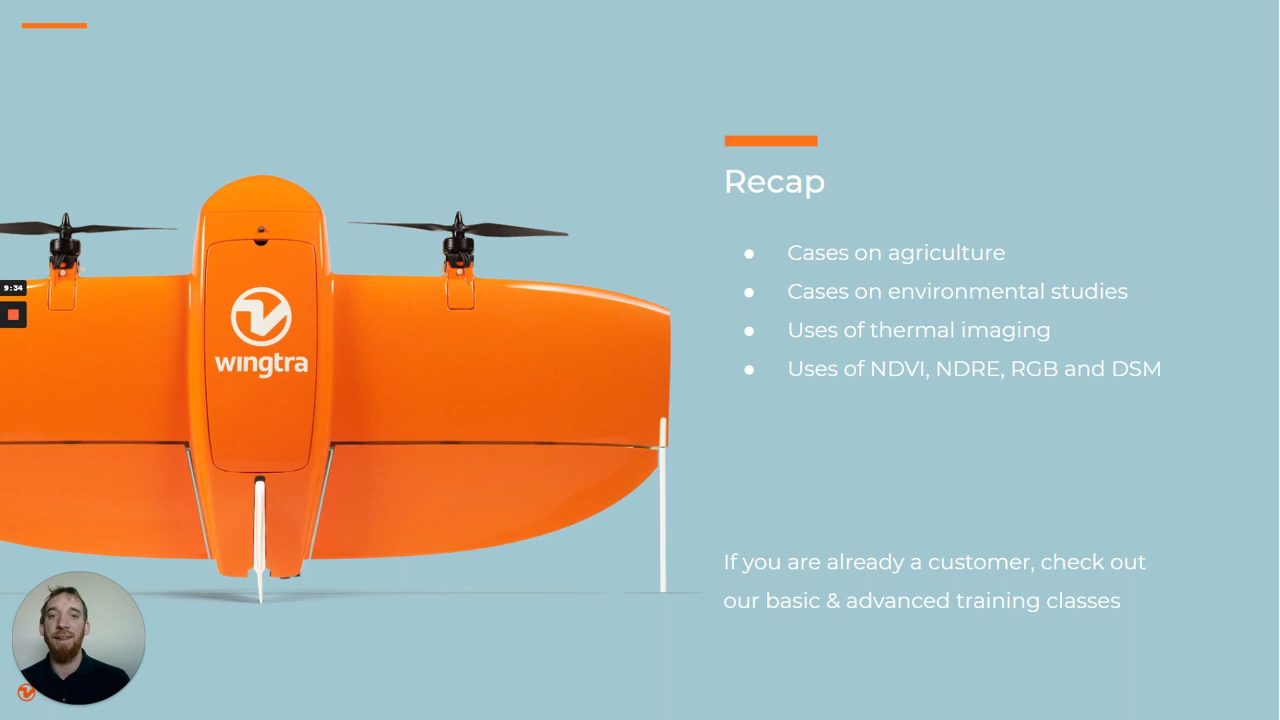 Recap
● Cases on agriculture
● Cases on environmental studies
● Uses of thermal imaging
● Uses of NDVI, NDRE, RGB and DSM
wingtra
9:34
If you are already a customer, check out
our basic & advanced training classes